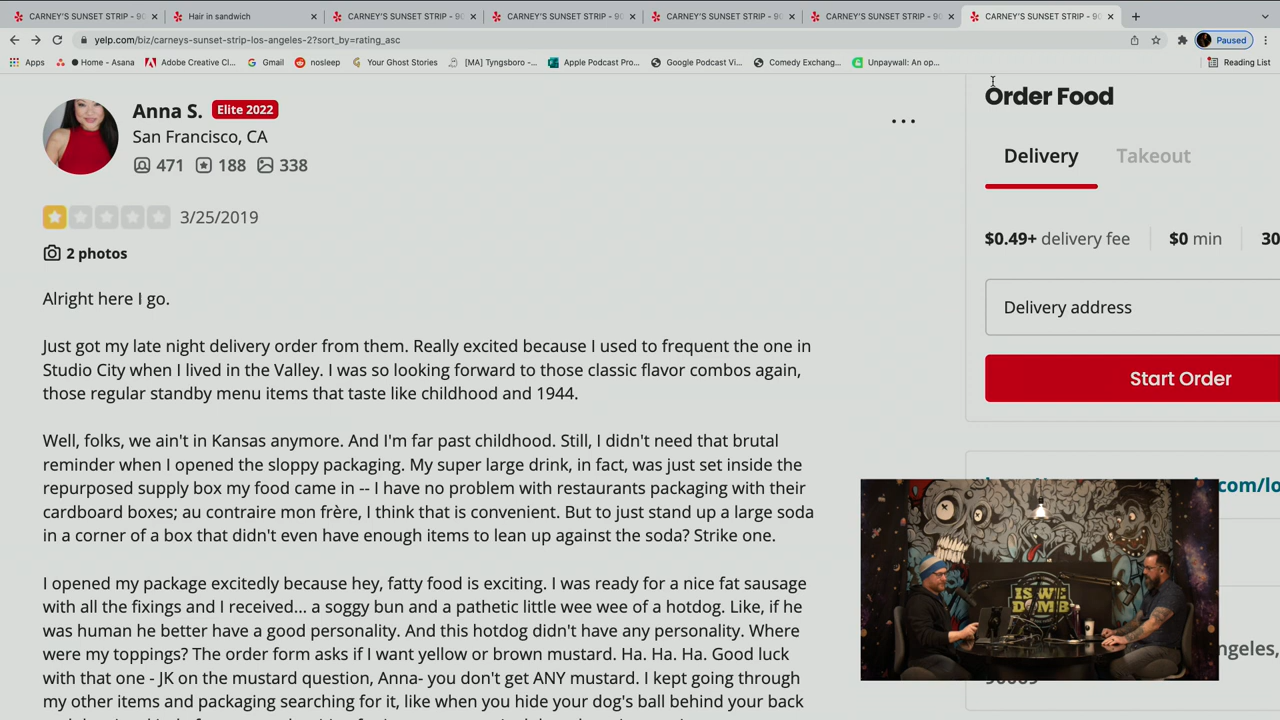 CARNEY'S SUNSET STRIP - 90
Hair in sandwich
CARNEY'S SUNSET STRIP - 90
CARNEY'S SUNSET STRIP - 90
CARNEY'S SUNSET STRIP - 90
CARNEY'S SUNSET STRIP - 90
CARNEY'S SUNSET STRIP - 90
yelp.com/biz/carneys-sunset-strip-los-angeles-2?sort_by=rating_asc
Paused
Apps
Home - Asana
Adobe Creative Cl...
Gmail
nosleep
Your Ghost Stories
[MA] Tyngsboro -...
Apple Podcast Pro...
Google Podcast Vi...
Comedy Exchang...
Unpaywall: An op...
Reading List
Anna S. Elite 2022
San Francisco, CA
471 188 338
3/25/2019
2 photos
Alright here I go.
Just got my late night delivery order from them. Really excited because I used to frequent the one in
Studio City when I lived in the Valley. I was so looking forward to those classic flavor combos again,
those regular standby menu items that taste like childhood and 1944.
Well, folks, we ain't in Kansas anymore. And I'm far past childhood. Still, I didn't need that brutal
reminder when I opened the sloppy packaging. My super large drink, in fact, was just set inside the
repurposed supply box my food came in -- I have no problem with restaurants packaging with their
cardboard boxes; au contraire mon frère, I think that is convenient. But to just stand up a large soda
in a corner of a box that didn't even have enough items to lean up against the soda? Strike one.
I opened my package excitedly because hey, fatty food is exciting. I was ready for a nice fat sausage
with all the fixings and I received... a soggy bun and a pathetic little wee wee of a hotdog. Like, if he
was human he better have a good personality. And this hotdog didn't have any personality. Where
were my toppings? The order form asks if I want yellow or brown mustard. Ha. Ha. Ha. Good luck
with that one - JK on the mustard question, Anna- you don't get ANY mustard. I kept going through
my other items and packaging searching for it, like when you hide your dog's ball behind your back
Order Food
Delivery Takeout
$0.49+ delivery fee $0 min 30
Delivery address
Start Order
com/lo
IS WE
DUMB
ngeles,